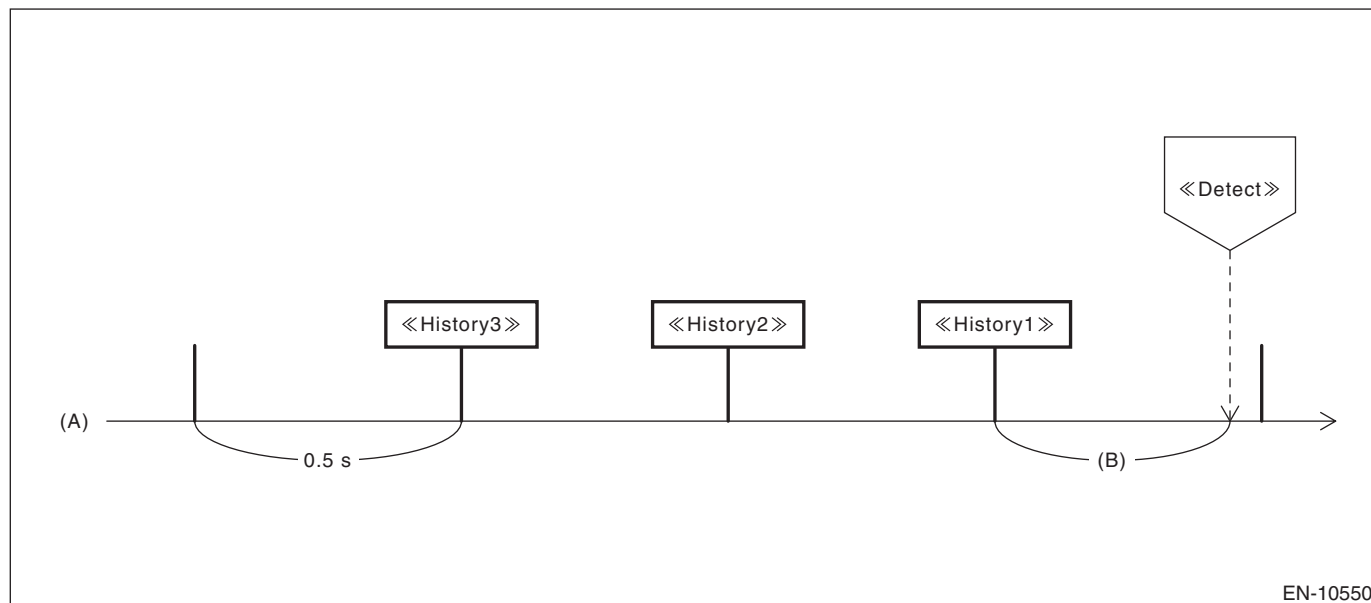 ≪Detect≫
≪History3≫ ≪History2≫ ≪History1≫
(A)
0.5 s (B)
EN-10550